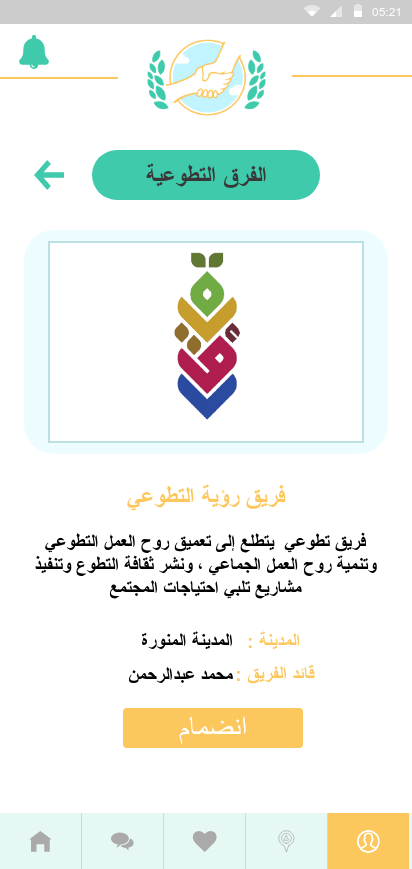 05:21
الفرق التطوعية
فريق رؤية التطوعي
فريق تطوعي يتطلع إلى تعميق روح العمل التطوعي
وتنمية روح العمل الجماعي ، ونشر ثقافة التطوع وتنفيذ
مشاريع تلبي احتياجات المجتمع
المدينة : المدينة المنورة
قائد الفريق : محمد عبدالرحمن
انضمام